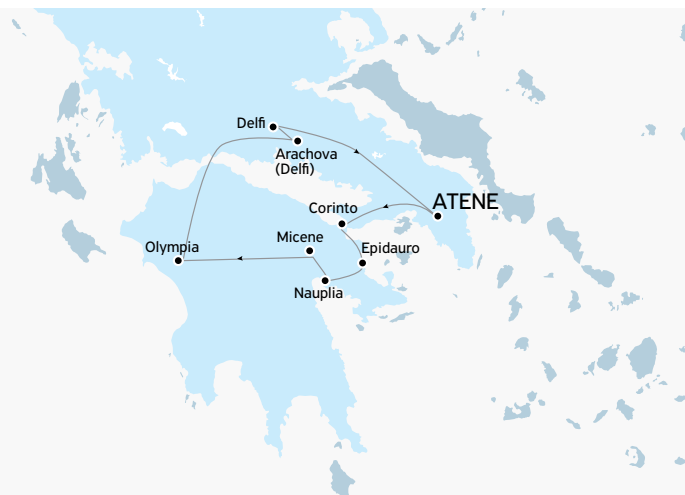 Delfi
Arachova
(Delfi)
ATENE
Corinto
Micene
Olympia
Epidauro
Nauplia